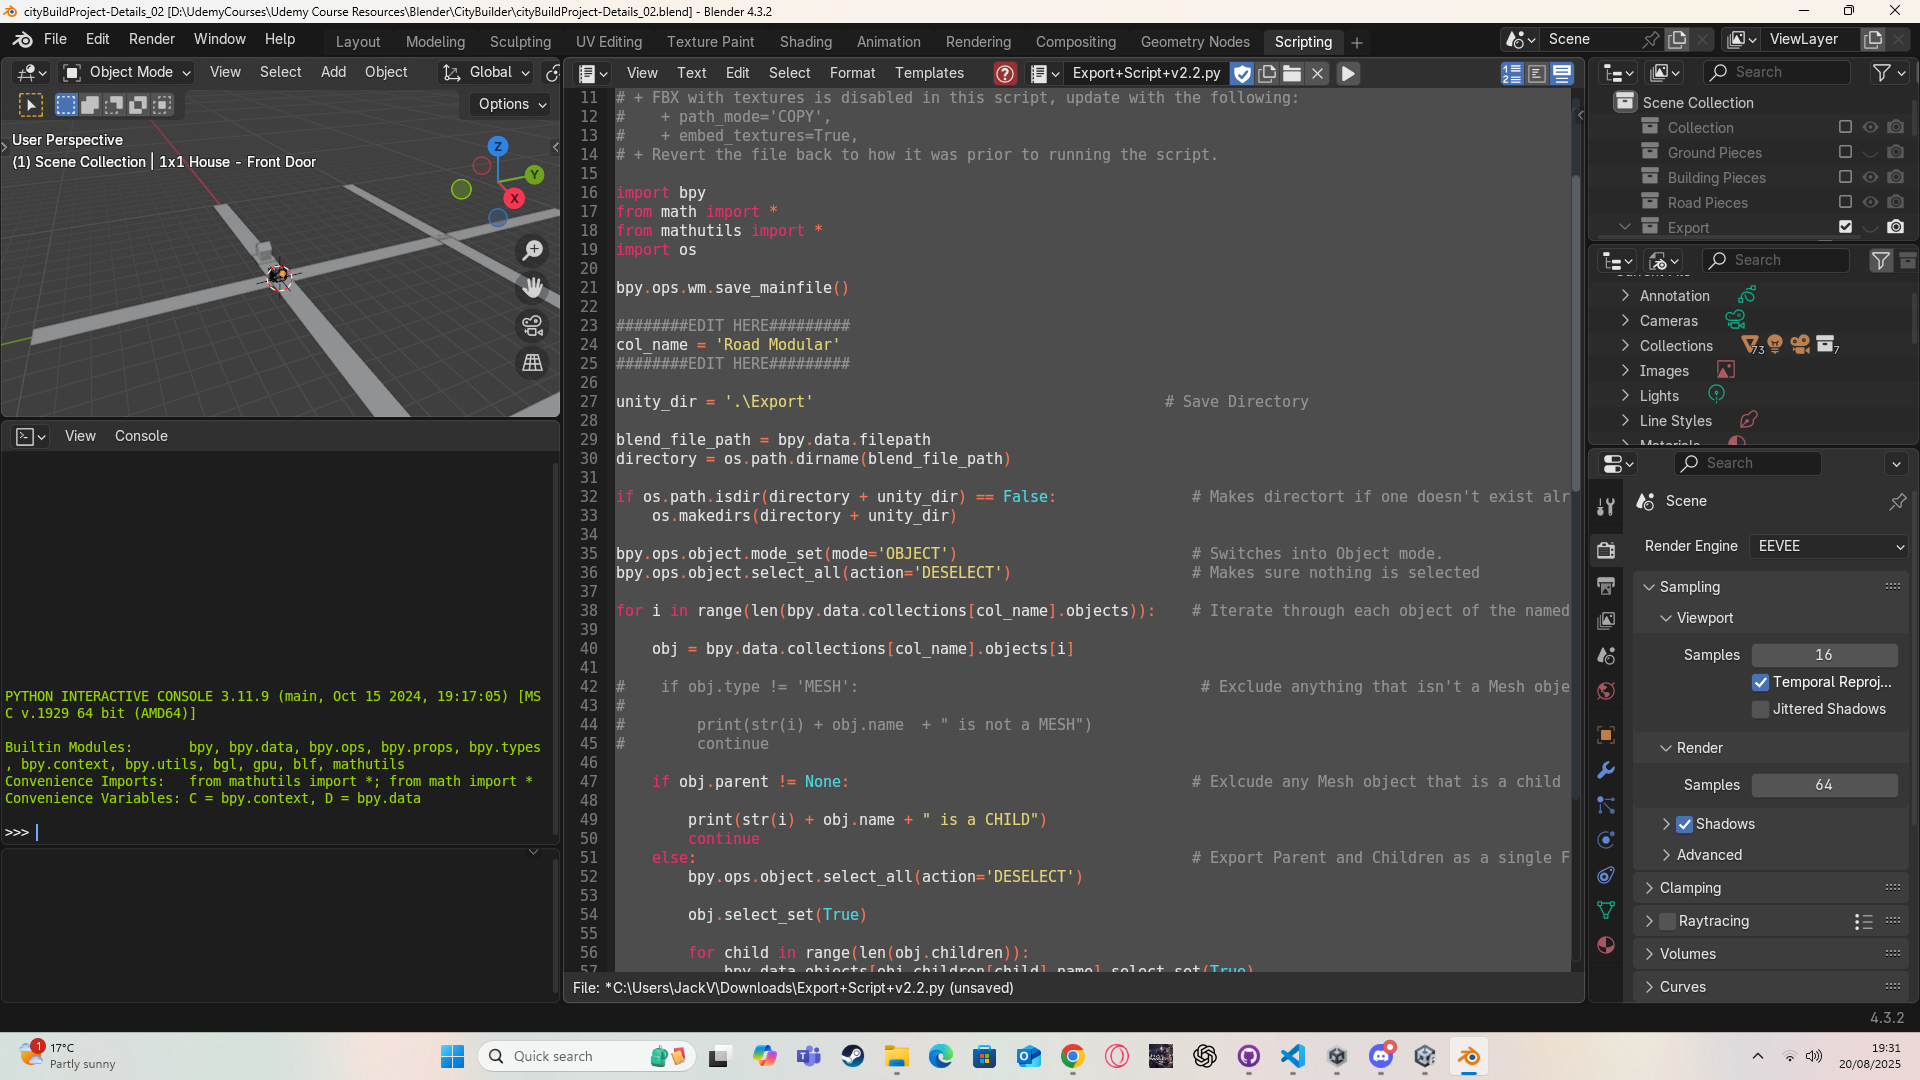 cityBuildProject-Details_02 [D:\UdemyCourses\Udemy Course Resources\Blender\CityBuilder\cityBuildProject-Details_02.blend] - Blender 4.3.2
File Edit Render Window Help
Layout Modeling Sculpting UV Editing Texture Paint Shading Animation Rendering Compositing Geometry Nodes Scripting
Scene
ViewLayer
Object Mode View Select Add Object Global
Options
User Perspective
(1) Scene Collection | 1x1 House - Front Door
Z
Y
X
View Text Edit Select Format Templates Export+Script+v2.2.py
11 # + FBX with textures is disabled in this script, update with the following:
12 #    + path_mode='COPY',
13 #    + embed_textures=True,
14 # + Revert the file back to how it was prior to running the script.
15
16 import bpy
17 from math import *
18 from mathutils import *
19 import os
20
21 bpy.ops.wm.save_mainfile()
22
23 ########EDIT HERE#########
24 col_name = 'Road Modular'
25 ########EDIT HERE#########
26
27 unity_dir = '.\Export' # Save Directory
28
29 blend_file_path = bpy.data.filepath
30 directory = os.path.dirname(blend_file_path)
31
32 if os.path.isdir(directory + unity_dir) == False: # Makes directort if one doesn't exist alr
33     os.makedirs(directory + unity_dir)
34
35 bpy.ops.object.mode_set(mode='OBJECT') # Switches into Object mode.
36 bpy.ops.object.select_all(action='DESELECT') # Makes sure nothing is selected
37
38 for i in range(len(bpy.data.collections[col_name].objects)): # Iterate through each object of the named
39
40     obj = bpy.data.collections[col_name].objects[i]
41
42 #    if obj.type != 'MESH': # Exclude anything that isn't a Mesh obje
43 #
44 #        print(str(i) + obj.name  + " is not a MESH")
45 #        continue
46
47     if obj.parent != None: # Exlcude any Mesh object that is a child
48
49         print(str(i) + obj.name + " is a CHILD")
50         continue
51     else: # Export Parent and Children as a single F
52         bpy.ops.object.select_all(action='DESELECT')
53
54         obj.select_set(True)
55
56         for child in range(len(obj.children)):
57             bpy.data.objects[obj.children[child].name].select_set(True)
File: *C:\Users\JackV\Downloads\Export+Script+v2.2.py (unsaved)
View Console
PYTHON INTERACTIVE CONSOLE 3.11.9 (main, Oct 15 2024, 19:17:05) [MS
C v.1929 64 bit (AMD64)]
Builtin Modules:       bpy, bpy.data, bpy.ops, bpy.props, bpy.types
, bpy.context, bpy.utils, bgl, gpu, blf, mathutils
Convenience Imports:   from mathutils import *; from math import *
Convenience Variables: C = bpy.context, D = bpy.data
>>>
Search
Scene Collection
Collection
Ground Pieces
Building Pieces
Road Pieces
Export
Search
Annotation
Cameras
Collections 73 7
Images
Lights
Line Styles
Materials
Search
Scene
Render Engine EEVEE
Sampling
Viewport
Samples 16
Temporal Reproj...
Jittered Shadows
Render
Samples 64
Shadows
Advanced
Clamping
Raytracing
Volumes
Curves
4.3.2
1
17°C
Partly sunny
Quick search
19:31
20/08/2025